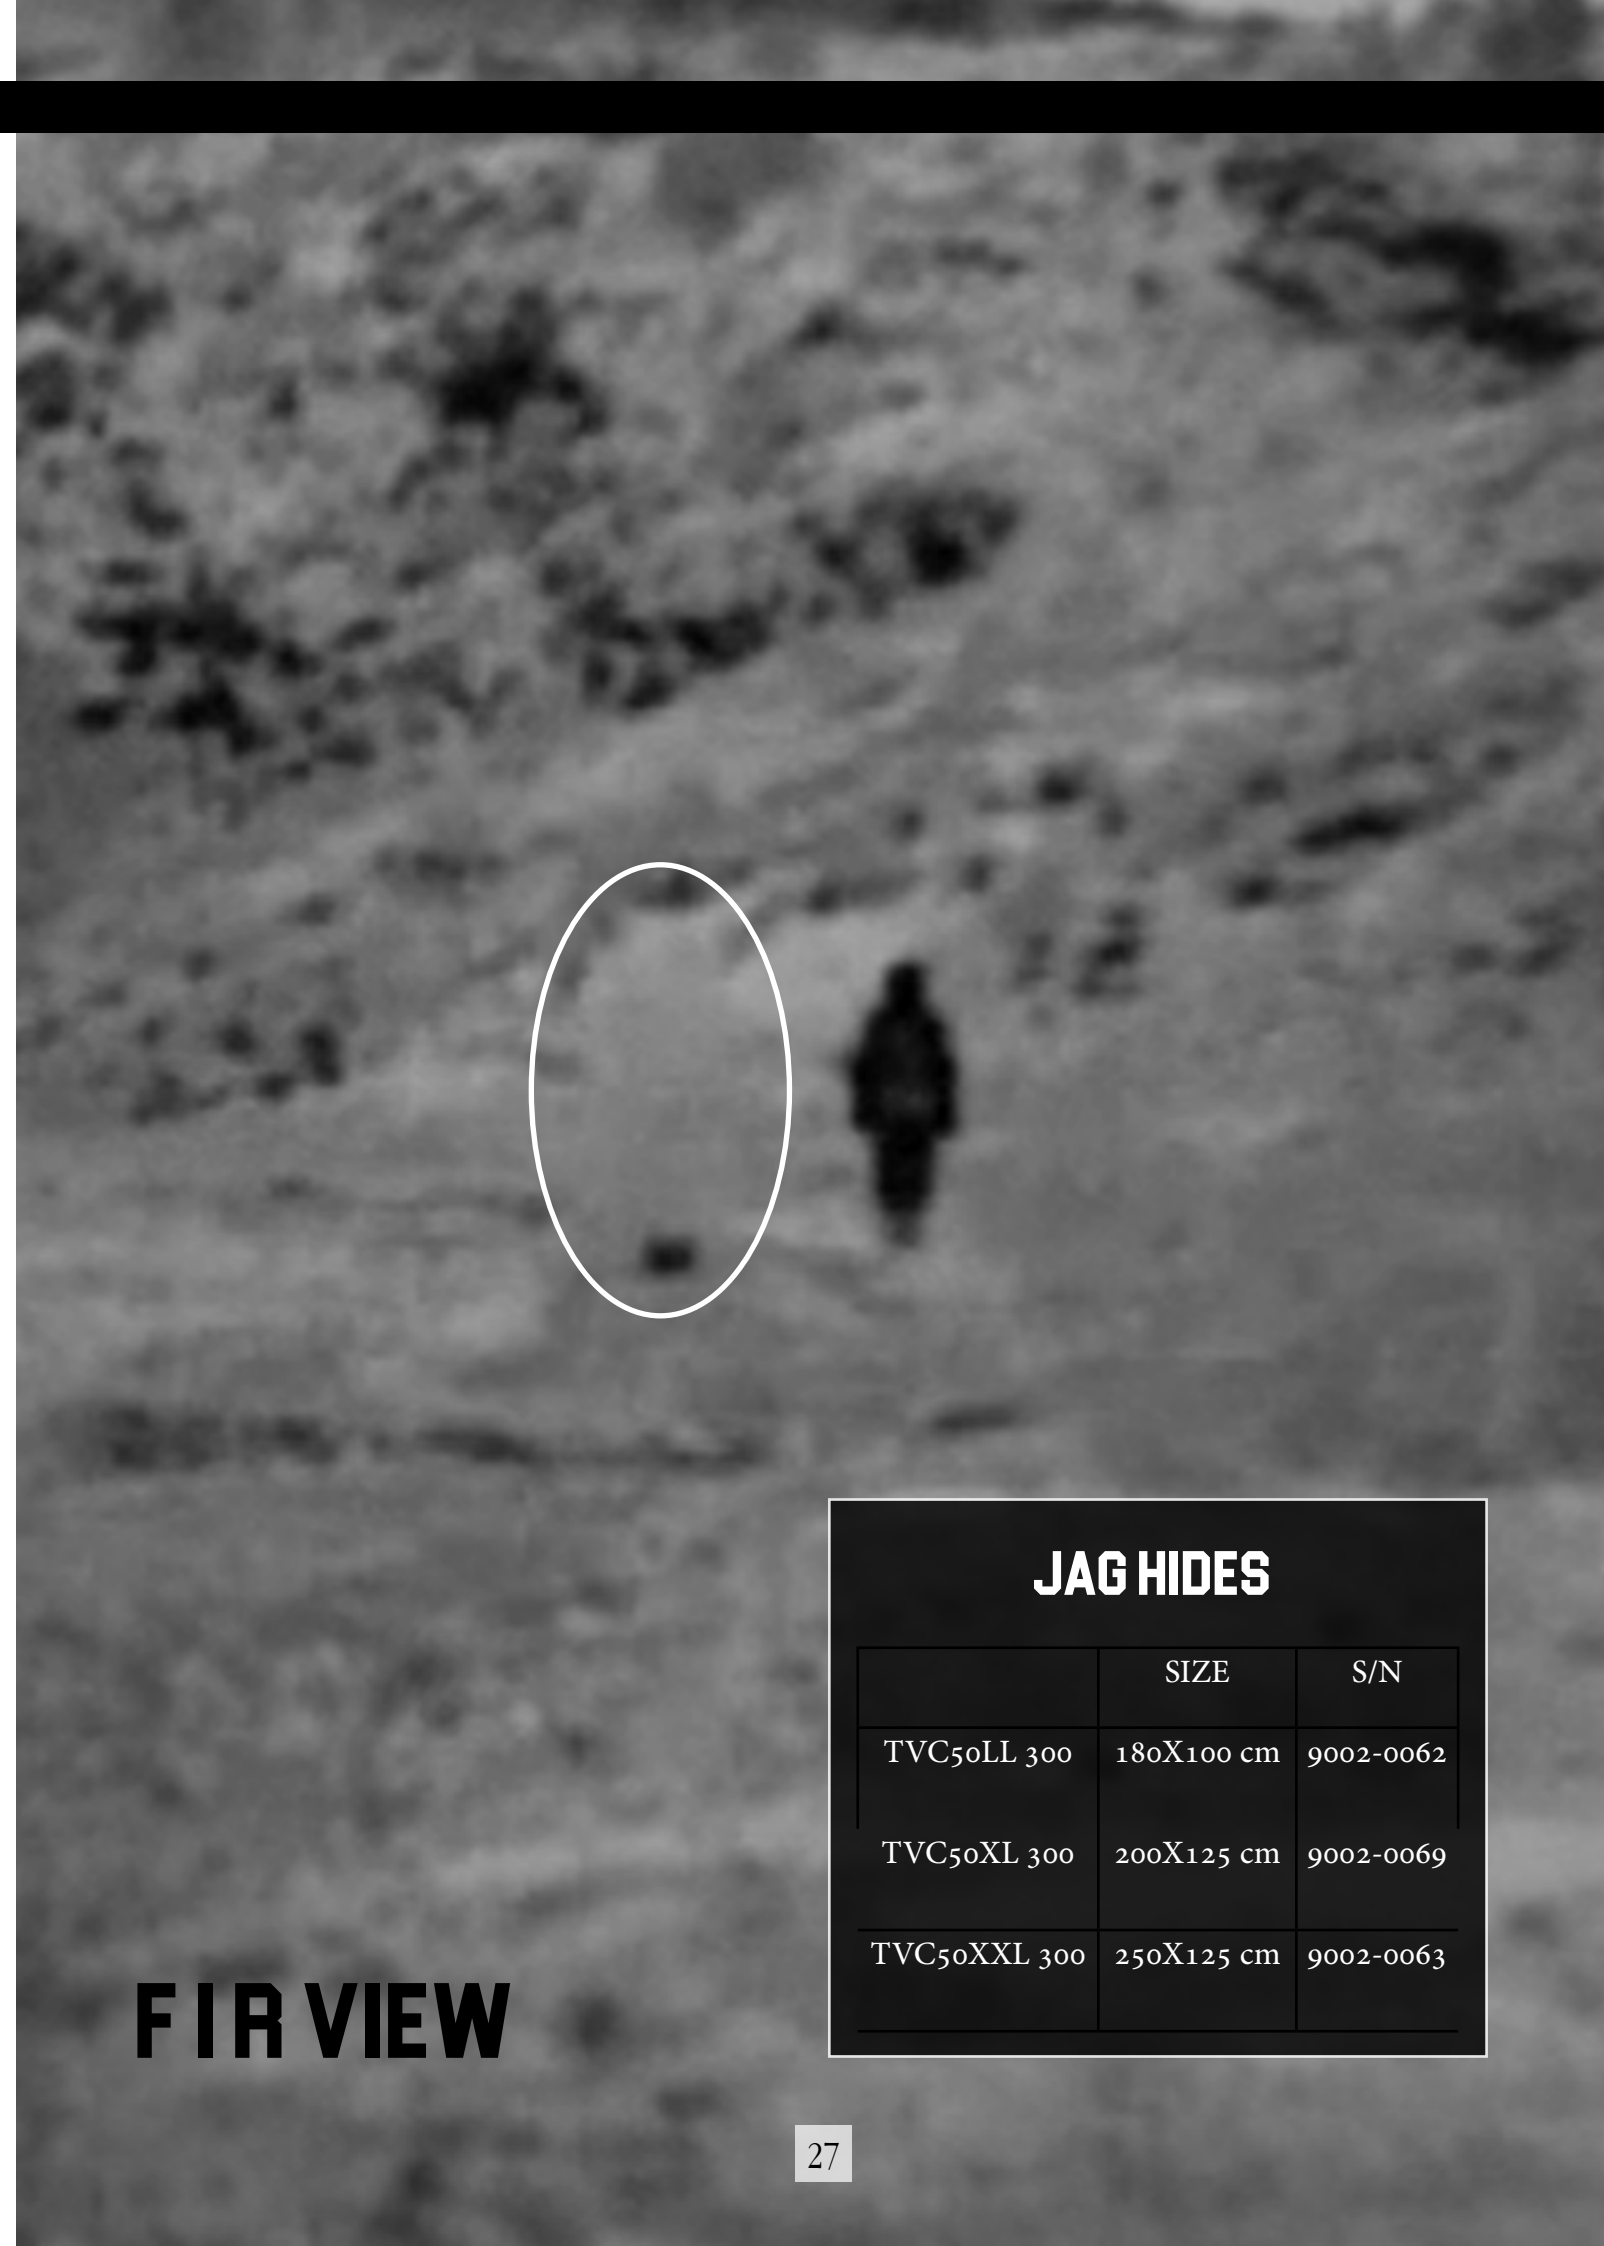 JAG HIDES
SIZE S/N
TVC50LL 300 180X100 cm 9002-0062
TVC50XL 300 200X125 cm 9002-0069
TVC50XXL 300 250X125 cm 9002-0063
F I R VIEW
27